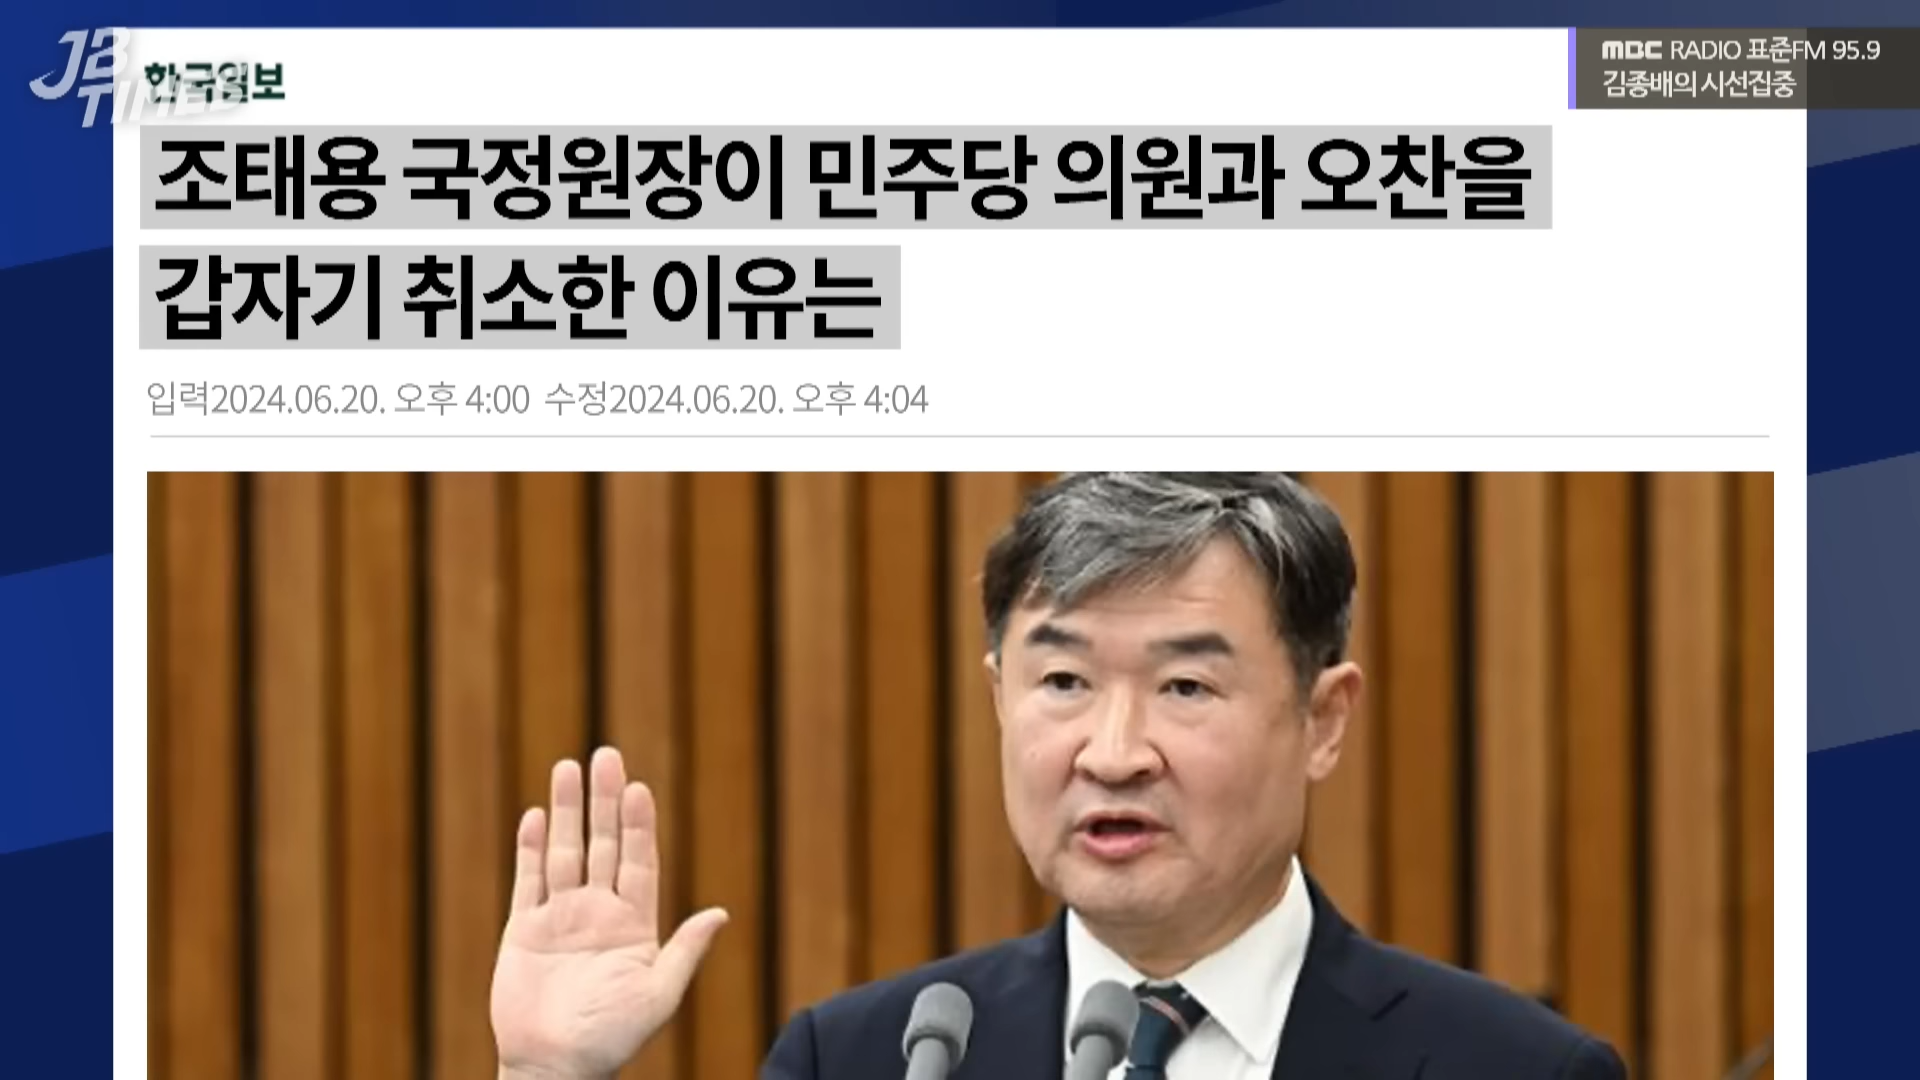 JB
TIMES
한국일보
MBC RADIO 표준FM 95.9
김종배의 시선집중
조태용 국정원장이 민주당 의원과 오찬을
갑자기 취소한 이유는
입력2024.06.20. 오후 4:00 수정2024.06.20. 오후 4:04